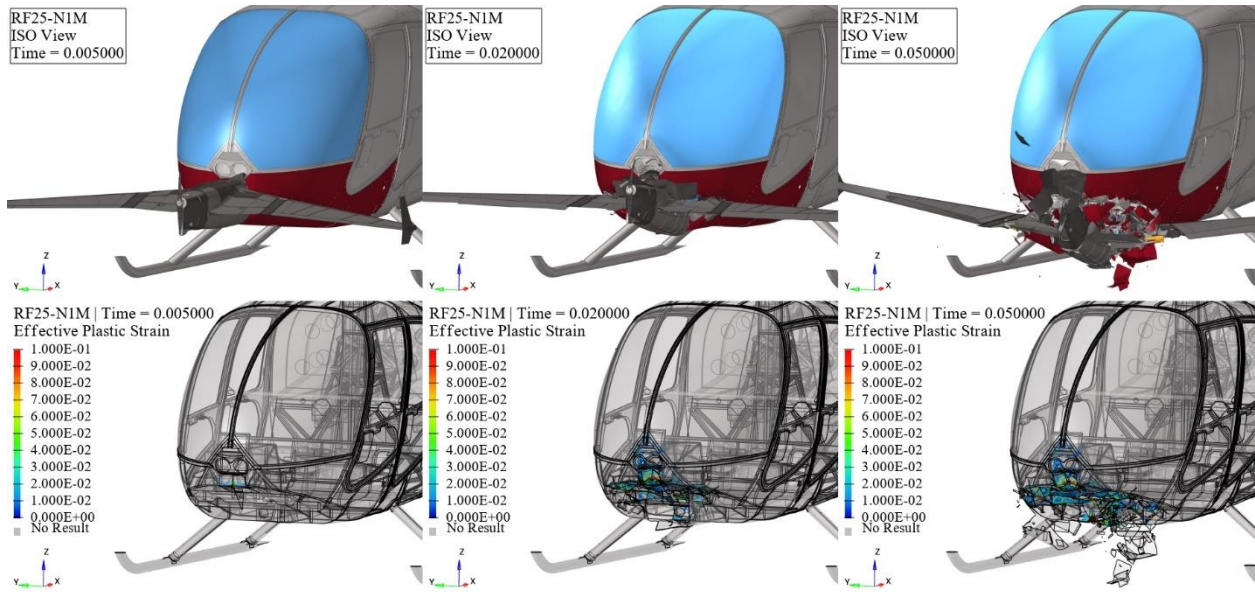 RF25-N1M
ISO View
Time = 0.005000
Z
Y
X
RF25-N1M
ISO View
Time = 0.020000
Z
Y
X
RF25-N1M
ISO View
Time = 0.050000
Z
Y
X
RF25-N1M | Time = 0.005000
Effective Plastic Strain
1.000E-01
9.000E-02
8.000E-02
7.000E-02
6.000E-02
5.000E-02
4.000E-02
3.000E-02
2.000E-02
1.000E-02
0.000E+00
No Result
Z
Y
X
RF25-N1M | Time = 0.020000
Effective Plastic Strain
1.000E-01
9.000E-02
8.000E-02
7.000E-02
6.000E-02
5.000E-02
4.000E-02
3.000E-02
2.000E-02
1.000E-02
0.000E+00
No Result
Z
Y
X
RF25-N1M | Time = 0.050000
Effective Plastic Strain
1.000E-01
9.000E-02
8.000E-02
7.000E-02
6.000E-02
5.000E-02
4.000E-02
3.000E-02
2.000E-02
1.000E-02
0.000E+00
No Result
Z
Y
X